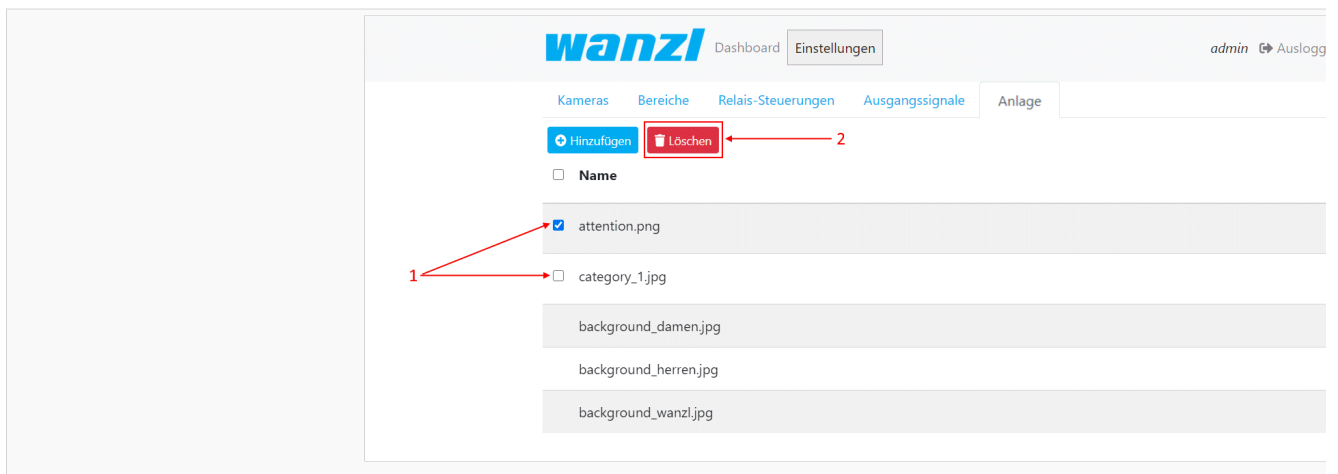 wanzl Dashboard Einstellungen admin Auslogg
Kameras Bereiche Relais-Steuerungen Ausgangssignale Anlage
Hinzufügen Löschen 2
Name
attention.png
1 category_1.jpg
background_damen.jpg
background_herren.jpg
background_wanzl.jpg